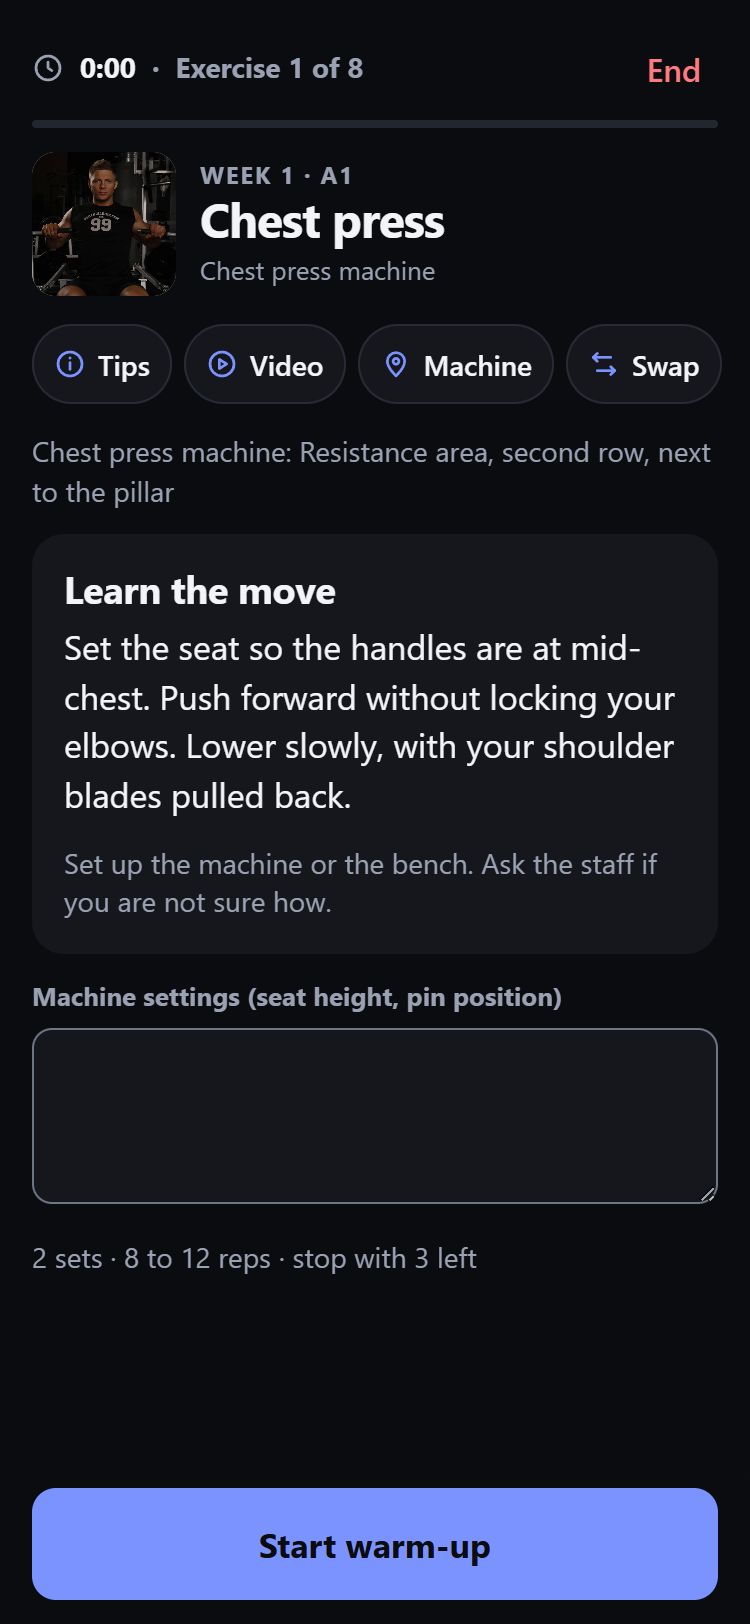 0:00 · Exercise 1 of 8
End
99
WEEK 1 · A1
Chest press
Chest press machine
Tips
Video
Machine
Swap
Chest press machine: Resistance area, second row, next
to the pillar
Learn the move
Set the seat so the handles are at mid-
chest. Push forward without locking your
elbows. Lower slowly, with your shoulder
blades pulled back.
Set up the machine or the bench. Ask the staff if
you are not sure how.
Machine settings (seat height, pin position)
2 sets · 8 to 12 reps · stop with 3 left
Start warm-up